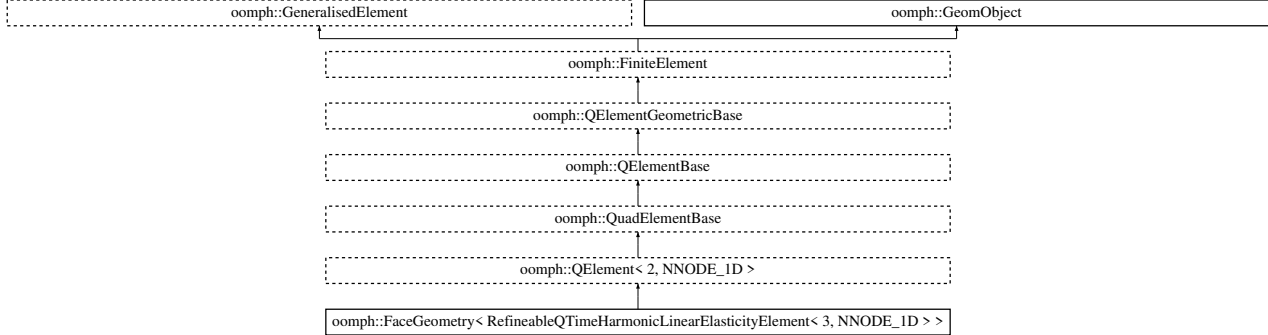 oomph::GeneralisedElement
oomph::GeomObject
oomph::FiniteElement
oomph::QElementGeometricBase
oomph::QElementBase
oomph::QuadElementBase
oomph::QElement< 2, NNODE_1D >
oomph::FaceGeometry< RefineableQTimeHarmonicLinearElasticityElement< 3, NNODE_1D > >